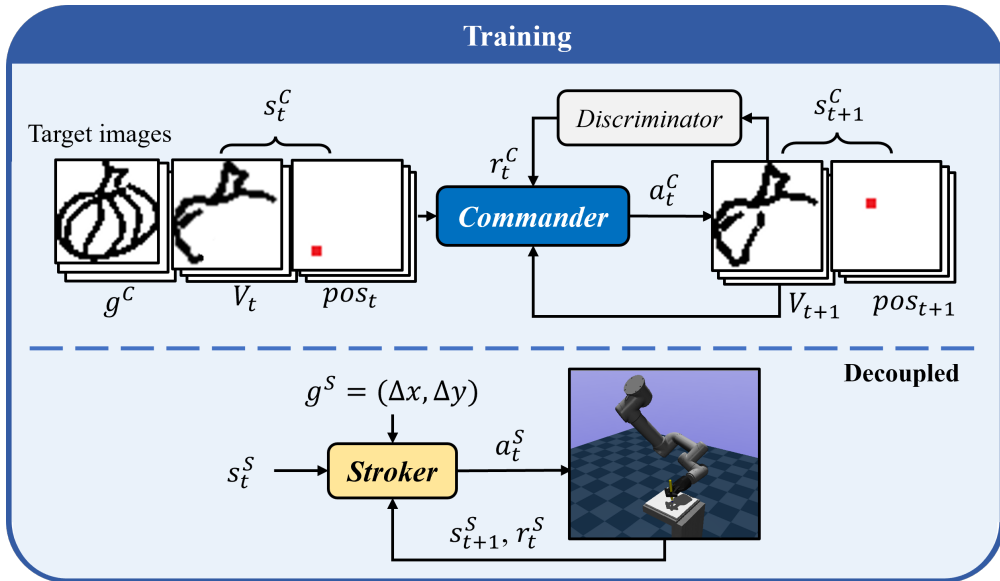 Training
Target images
s_t^C
Discriminator
s_{t+1}^C
r_t^C
Commander
a_t^C
g^C
V_t
pos_t
V_{t+1}
pos_{t+1}
Decoupled
g^S = (Δx, Δy)
s_t^S
Stroker
a_t^S
s_{t+1}^S, r_t^S